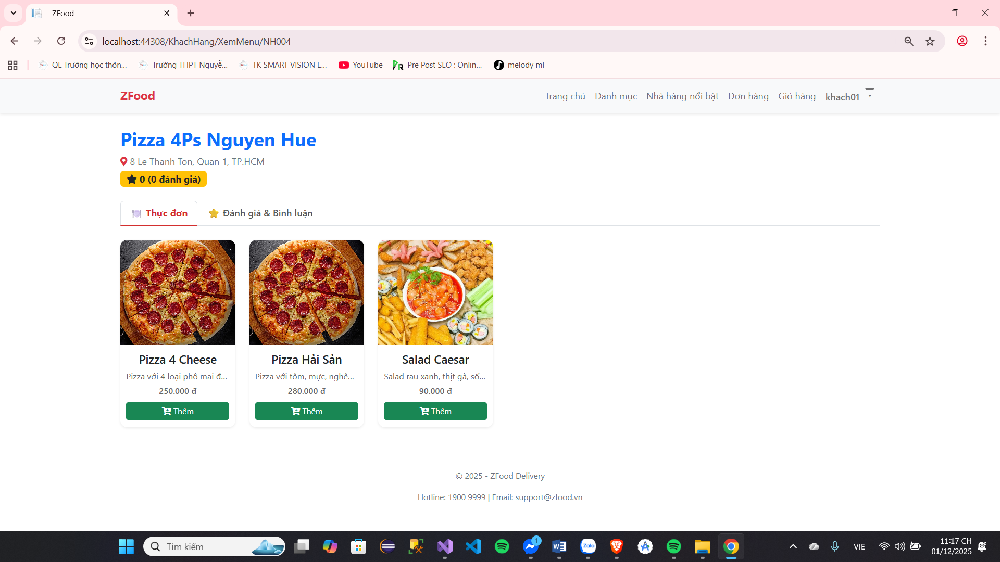 - ZFood
localhost:44308/KhachHang/XemMenu/NH004
QL Trường học thôn...
Trường THPT Nguyễ...
TK SMART VISION E...
YouTube
Pre Post SEO : Onlin...
melody ml
ZFood
Trang chủ
Danh mục
Nhà hàng nổi bật
Đơn hàng
Giỏ hàng
khach01
Pizza 4Ps Nguyen Hue
8 Le Thanh Ton, Quan 1, TP.HCM
0 (0 đánh giá)
Thực đơn
Đánh giá & Bình luận
Pizza 4 Cheese
Pizza với 4 loại phô mai đ...
250.000 đ
Thêm
Pizza Hải Sản
Pizza với tôm, mực, nghê...
280.000 đ
Thêm
Salad Caesar
Salad rau xanh, thịt gà, số...
90.000 đ
Thêm
© 2025 - ZFood Delivery
Hotline: 1900 9999 | Email: support@zfood.vn
Tìm kiếm
1
Zalo
VIE
11:17 CH
01/12/2025